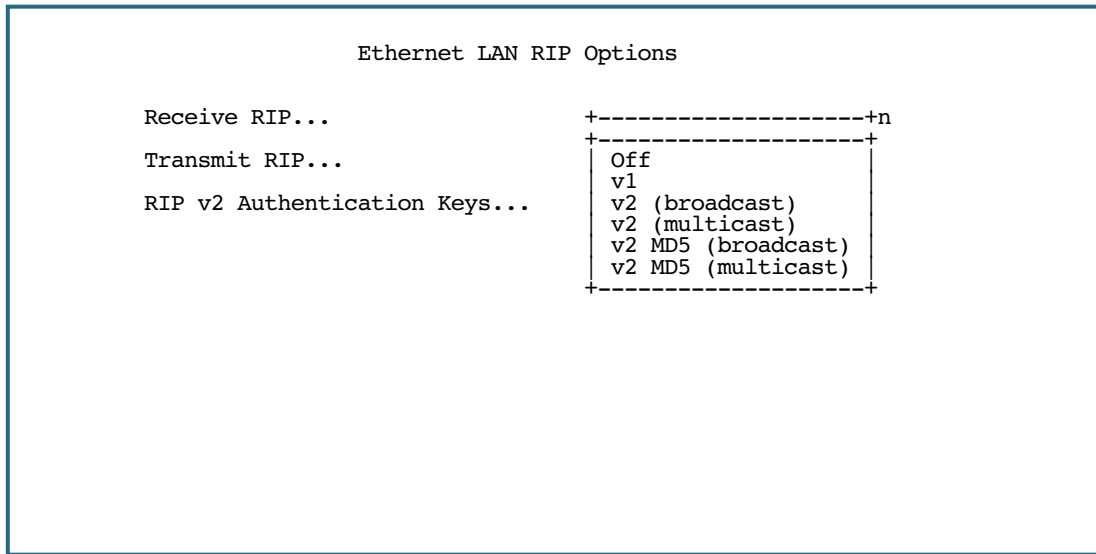 Ethernet LAN RIP Options
Receive RIP... +--------------------+n
+--------------------+
Transmit RIP... | Off |
| v1 |
RIP v2 Authentication Keys... | v2 (broadcast) |
| v2 (multicast) |
| v2 MD5 (broadcast) |
| v2 MD5 (multicast) |
+--------------------+